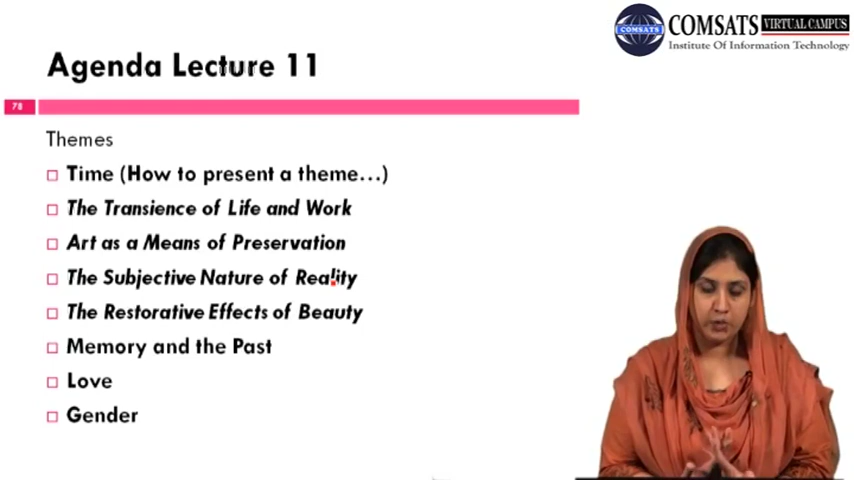 COMSATS VIRTUAL CAMPUS
COMSATS
Institute Of Information Technology
Agenda Lecture 11
78
Themes
Time (How to present a theme...)
The Transience of Life and Work
Art as a Means of Preservation
The Subjective Nature of Reality
The Restorative Effects of Beauty
Memory and the Past
Love
Gender